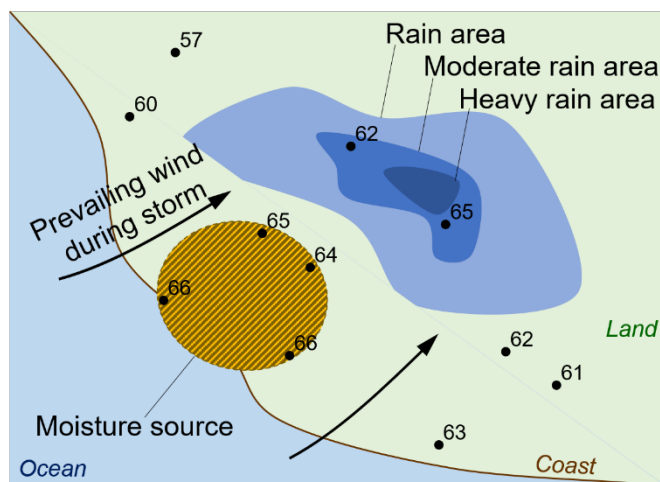 57
Rain area
Moderate rain area
Heavy rain area
60
62
Prevailing wind
during storm
65
65
64
66
66
62
Land
61
Moisture source
63
Ocean
Coast